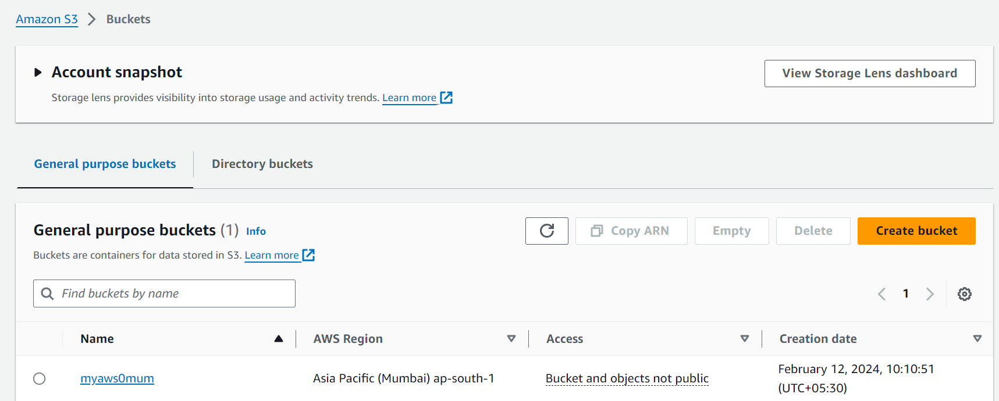 Amazon S3 > Buckets
Account snapshot
View Storage Lens dashboard
Storage lens provides visibility into storage usage and activity trends. Learn more
General purpose buckets
Directory buckets
General purpose buckets (1) Info
Copy ARN
Empty
Delete
Create bucket
Buckets are containers for data stored in S3. Learn more
Find buckets by name
1
Name
AWS Region
Access
Creation date
myaws0mum
Asia Pacific (Mumbai) ap-south-1
Bucket and objects not public
February 12, 2024, 10:10:51
(UTC+05:30)